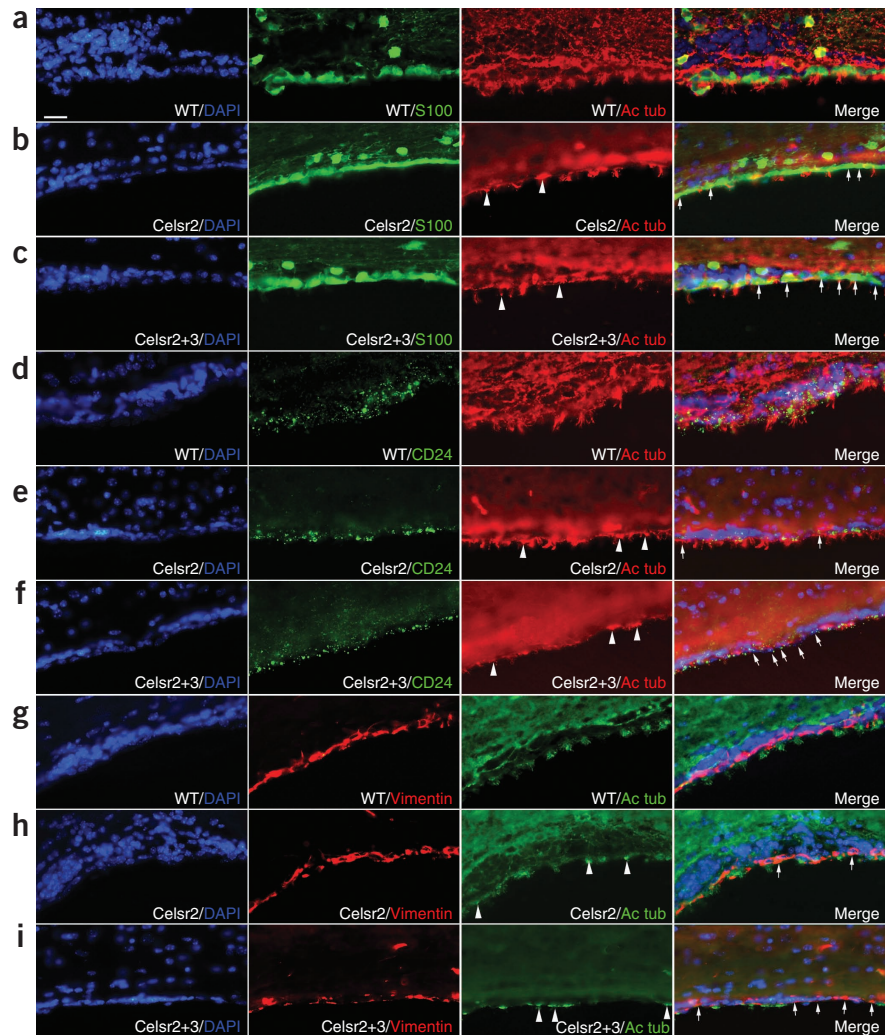 a
WT/DAPI WT/S100 WT/Ac tub Merge
b
Celsr2/DAPI Celsr2/S100 Cels2/Ac tub Merge
c
Celsr2+3/DAPI Celsr2+3/S100 Celsr2+3/Ac tub Merge
d
WT/DAPI WT/CD24 WT/Ac tub Merge
e
Celsr2/DAPI Celsr2/CD24 Celsr2/Ac tub Merge
f
Celsr2+3/DAPI Celsr2+3/CD24 Celsr2+3/Ac tub Merge
g
WT/DAPI WT/Vimentin WT/Ac tub Merge
h
Celsr2/DAPI Celsr2/Vimentin Celsr2/Ac tub Merge
i
Celsr2+3/DAPI Celsr2+3/Vimentin Celsr2+3/Ac tub Merge